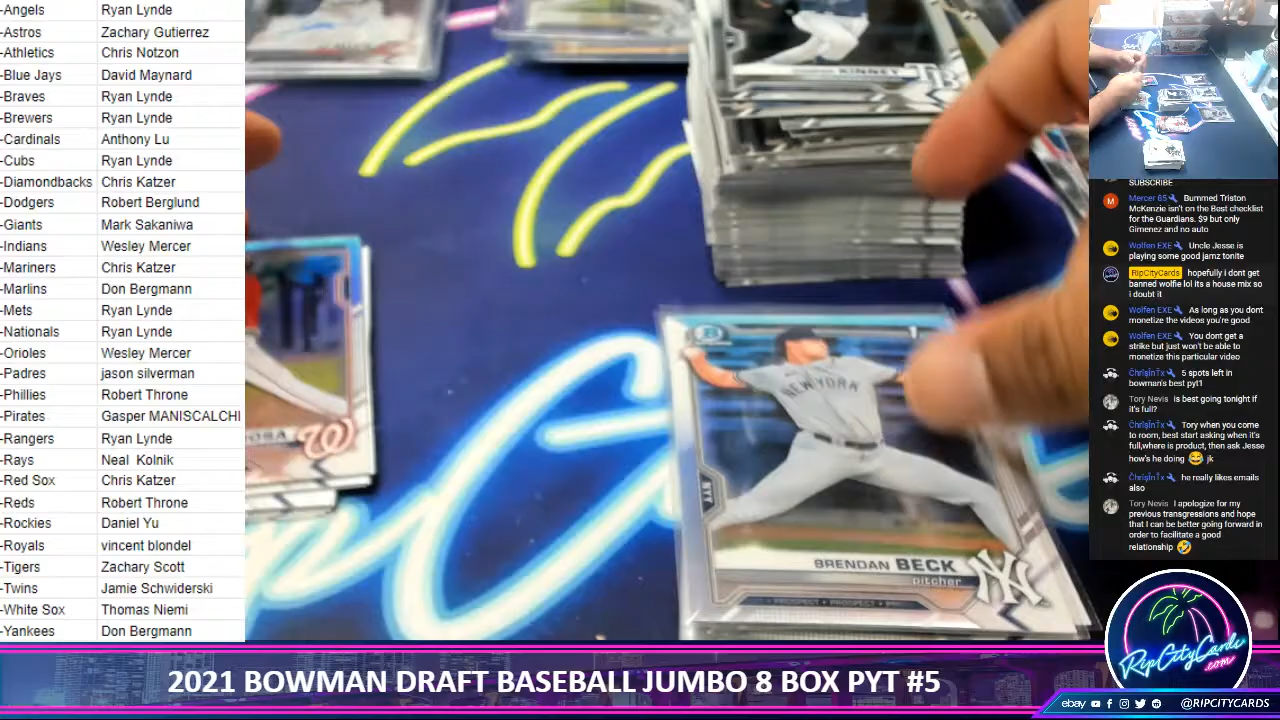 -Angels Ryan Lynde
-Astros Zachary Gutierrez
-Athletics Chris Notzon
-Blue Jays David Maynard
-Braves Ryan Lynde
-Brewers Ryan Lynde
-Cardinals Anthony Lu
-Cubs Ryan Lynde
-Diamondbacks Chris Katzer
-Dodgers Robert Berglund
-Giants Mark Sakaniwa
-Indians Wesley Mercer
-Mariners Chris Katzer
-Marlins Don Bergmann
-Mets Ryan Lynde
-Nationals Ryan Lynde
-Orioles Wesley Mercer
-Padres jason silverman
-Phillies Robert Throne
-Pirates Gasper MANISCALCHI
-Rangers Ryan Lynde
-Rays Neal Kolnik
-Red Sox Chris Katzer
-Reds Robert Throne
-Rockies Daniel Yu
-Royals vincent blondel
-Tigers Zachary Scott
-Twins Jamie Schwiderski
-White Sox Thomas Niemi
-Yankees Don Bergmann
KINNEY
TB
W
NEW YORK
NYY
BRENDAN BECK
pitcher
NY
PROSPECT • PROSPECT
SUBSCRIBE
M Mercer 65 Bummed Triston
McKenzie isn't on the Best checklist
for the Guardians. $9 but only
Gimenez and no auto
Wolfen EXE Uncle Jesse is
playing some good jamz tonite
RipCityCards hopefully i dont get
banned wolfie lol its a house mix so
i doubt it
Wolfen EXE As long as you dont
monetize the videos you're good
Wolfen EXE You dont get a
strike but just won't be able to
monetize this particular video
ČhrişĭnŤx 5 spots left in
bowman's best pyt1
Tory Nevis is best going tonight if
it's full?
ČhrişĭnŤx Tory when you come
to room, best start asking when it's
full,where is product, then ask Jesse
how's he doing 😂 jk
ČhrişĭnŤx he really likes emails
also
Tory Nevis I apologize for my
previous transgressions and hope
that I can be better going forward in
order to facilitate a good
relationship 🤣
RipCityCards
.com
2021 BOWMAN DRAFT BASEBALL JUMBO 8 BOX PYT #5
ebay @RIPCITYCARDS